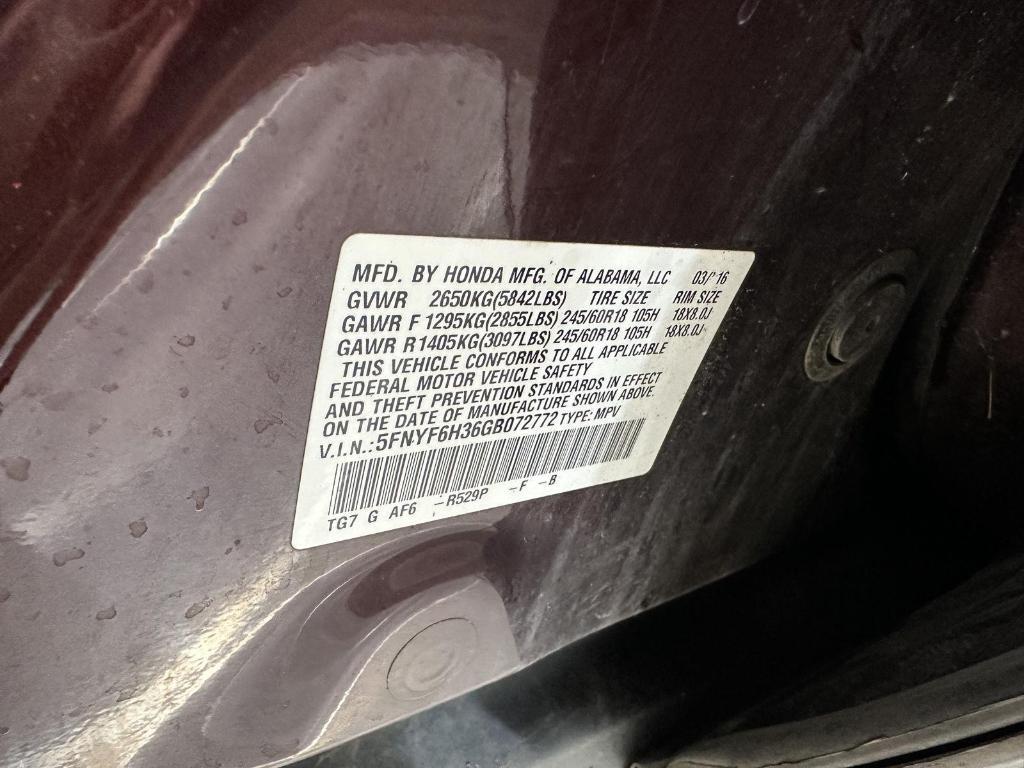 MFD. BY HONDA MFG. OF ALABAMA, LLC 03/16
GVWR 2650KG(5842LBS) TIRE SIZE RIM SIZE
GAWR F 1295KG(2855LBS) 245/60R18 105H 18X8.0J
GAWR R 1405KG(3097LBS) 245/60R18 105H 18X8.0J
THIS VEHICLE CONFORMS TO ALL APPLICABLE
FEDERAL MOTOR VEHICLE SAFETY
AND THEFT PREVENTION STANDARDS IN EFFECT
ON THE DATE OF MANUFACTURE SHOWN ABOVE.
V.I.N.: 5FNYF6H36GB072772 TYPE: MPV
TG7 G AF6 -R529P -F -B